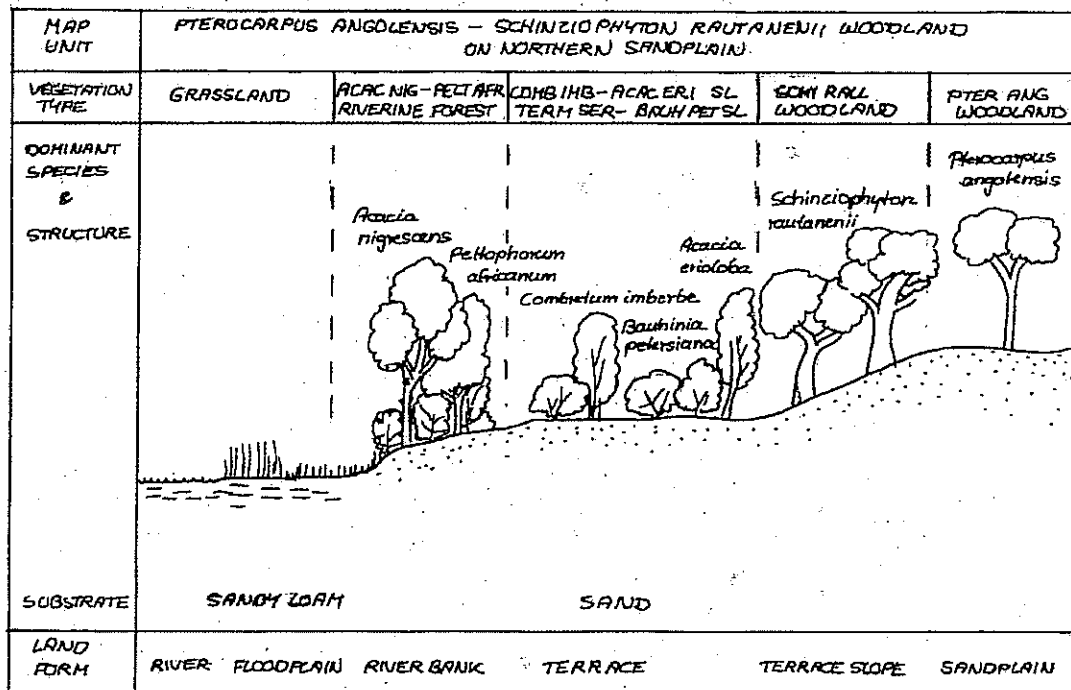 MAP UNIT
PTEROCARPUS ANGOLENSIS – SCHINZIOPHYTON RAUTANENII WOODLAND
ON NORTHERN SANDPLAIN
VEGETATION TYPE
GRASSLAND
ACAC NIG – PELT AFR
RIVERINE FOREST
COMB IMB – ACAC ERI SL
TERM SER – BAUH PET SL
WOODLAND
PTER ANG
WOODLAND
DOMINANT
SPECIES
&
STRUCTURE
Acacia
nigrescens
Peltophorum
africanum
Combretum imberbe
Bauhinia
petersiana
Acacia
erioloba
Schinziophyton
rautanenii
Pterocarpus
angolensis
SUBSTRATE
SANDY LOAM
SAND
LAND
FORM
RIVER FLOODPLAIN
RIVER BANK
TERRACE
TERRACE SLOPE
SANDPLAIN